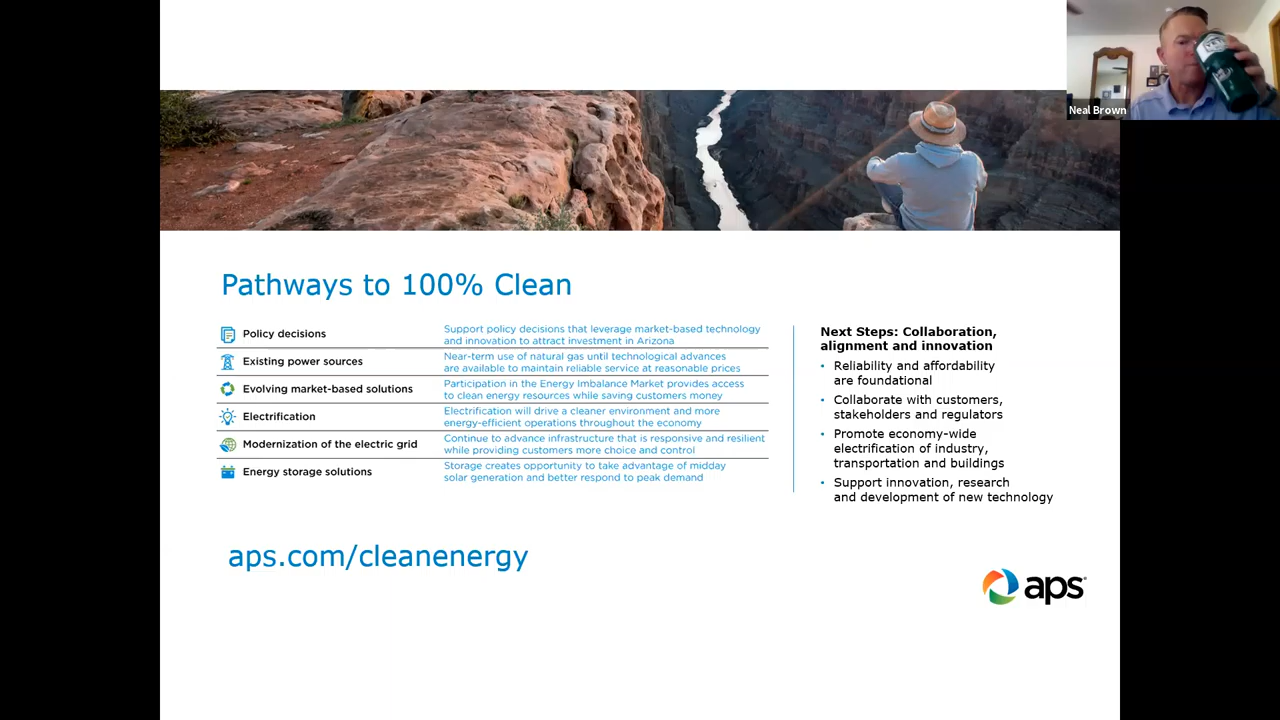 Neal Brown
Pathways to 100% Clean
Policy decisions
Support policy decisions that leverage market-based technology
and innovation to attract investment in Arizona
Existing power sources
Near-term use of natural gas until technological advances
are available to maintain reliable service at reasonable prices
Evolving market-based solutions
Participation in the Energy Imbalance Market provides access
to clean energy resources while saving customers money
Electrification
Electrification will drive a cleaner environment and more
energy-efficient operations throughout the economy
Modernization of the electric grid
Continue to advance infrastructure that is responsive and resilient
while providing customers more choice and control
Energy storage solutions
Storage creates opportunity to take advantage of midday
solar generation and better respond to peak demand
Next Steps: Collaboration,
alignment and innovation
• Reliability and affordability
are foundational
• Collaborate with customers,
stakeholders and regulators
• Promote economy-wide
electrification of industry,
transportation and buildings
• Support innovation, research
and development of new technology
aps.com/cleanenergy
aps